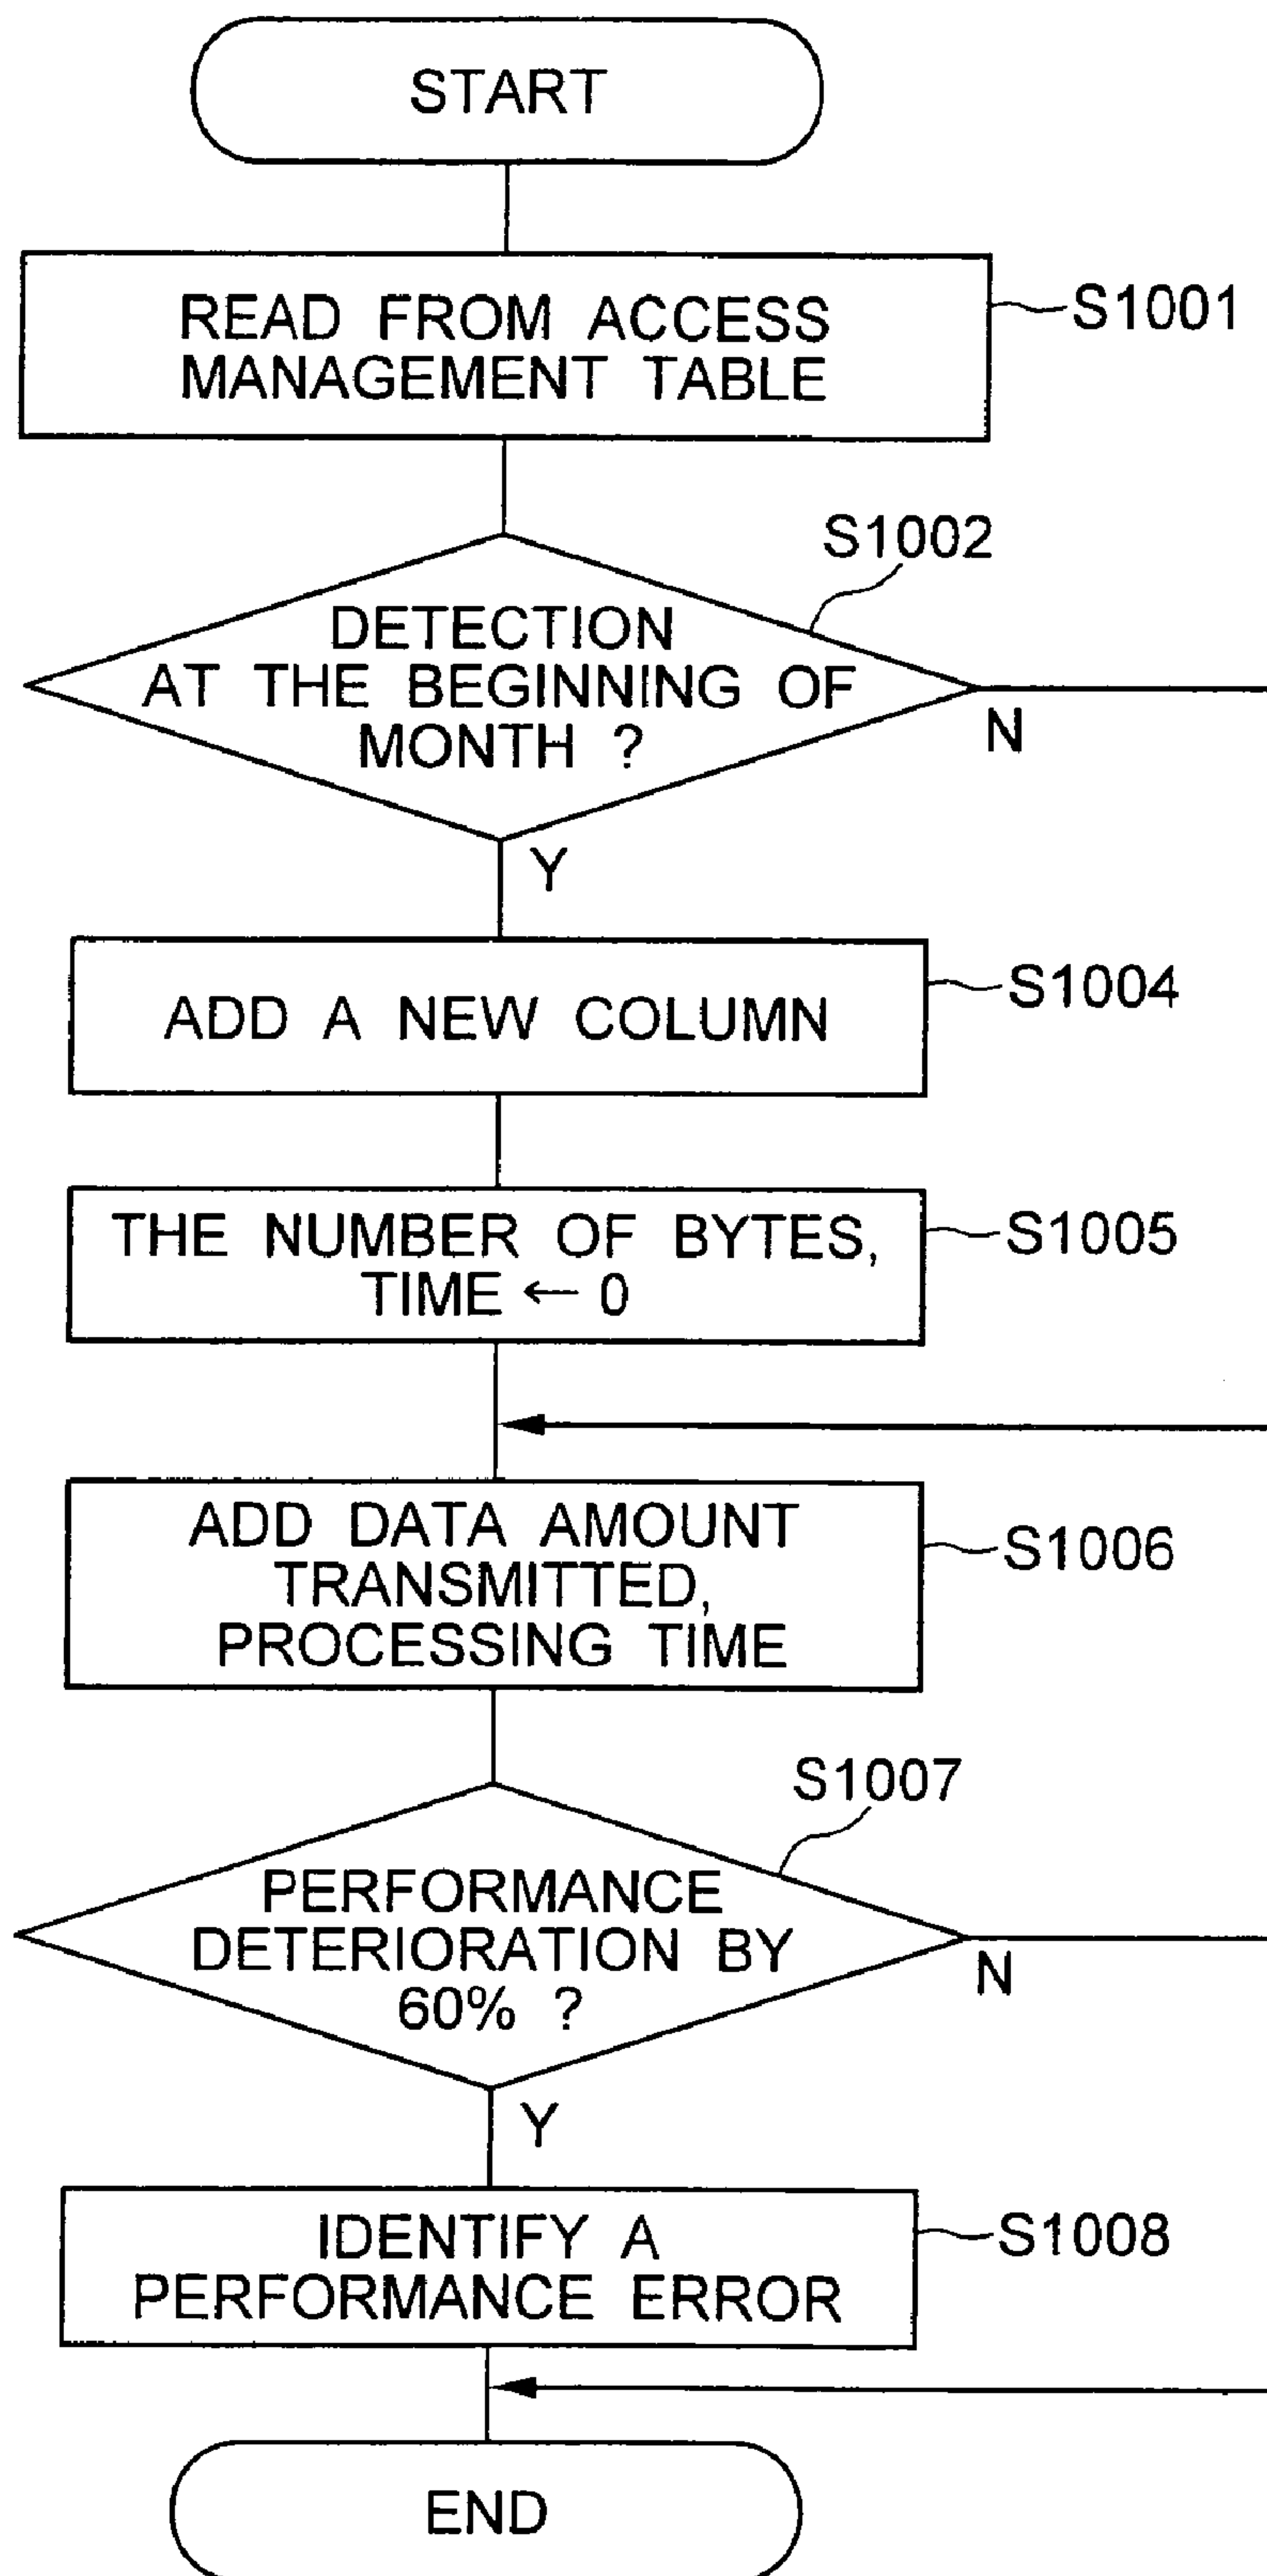 START
READ FROM ACCESS
MANAGEMENT TABLE
S1001
S1002
DETECTION
AT THE BEGINNING OF
MONTH ?
N
Y
ADD A NEW COLUMN
S1004
THE NUMBER OF BYTES,
TIME ← 0
S1005
ADD DATA AMOUNT
TRANSMITTED,
PROCESSING TIME
S1006
S1007
PERFORMANCE
DETERIORATION BY
60% ?
N
Y
IDENTIFY A
PERFORMANCE ERROR
S1008
END